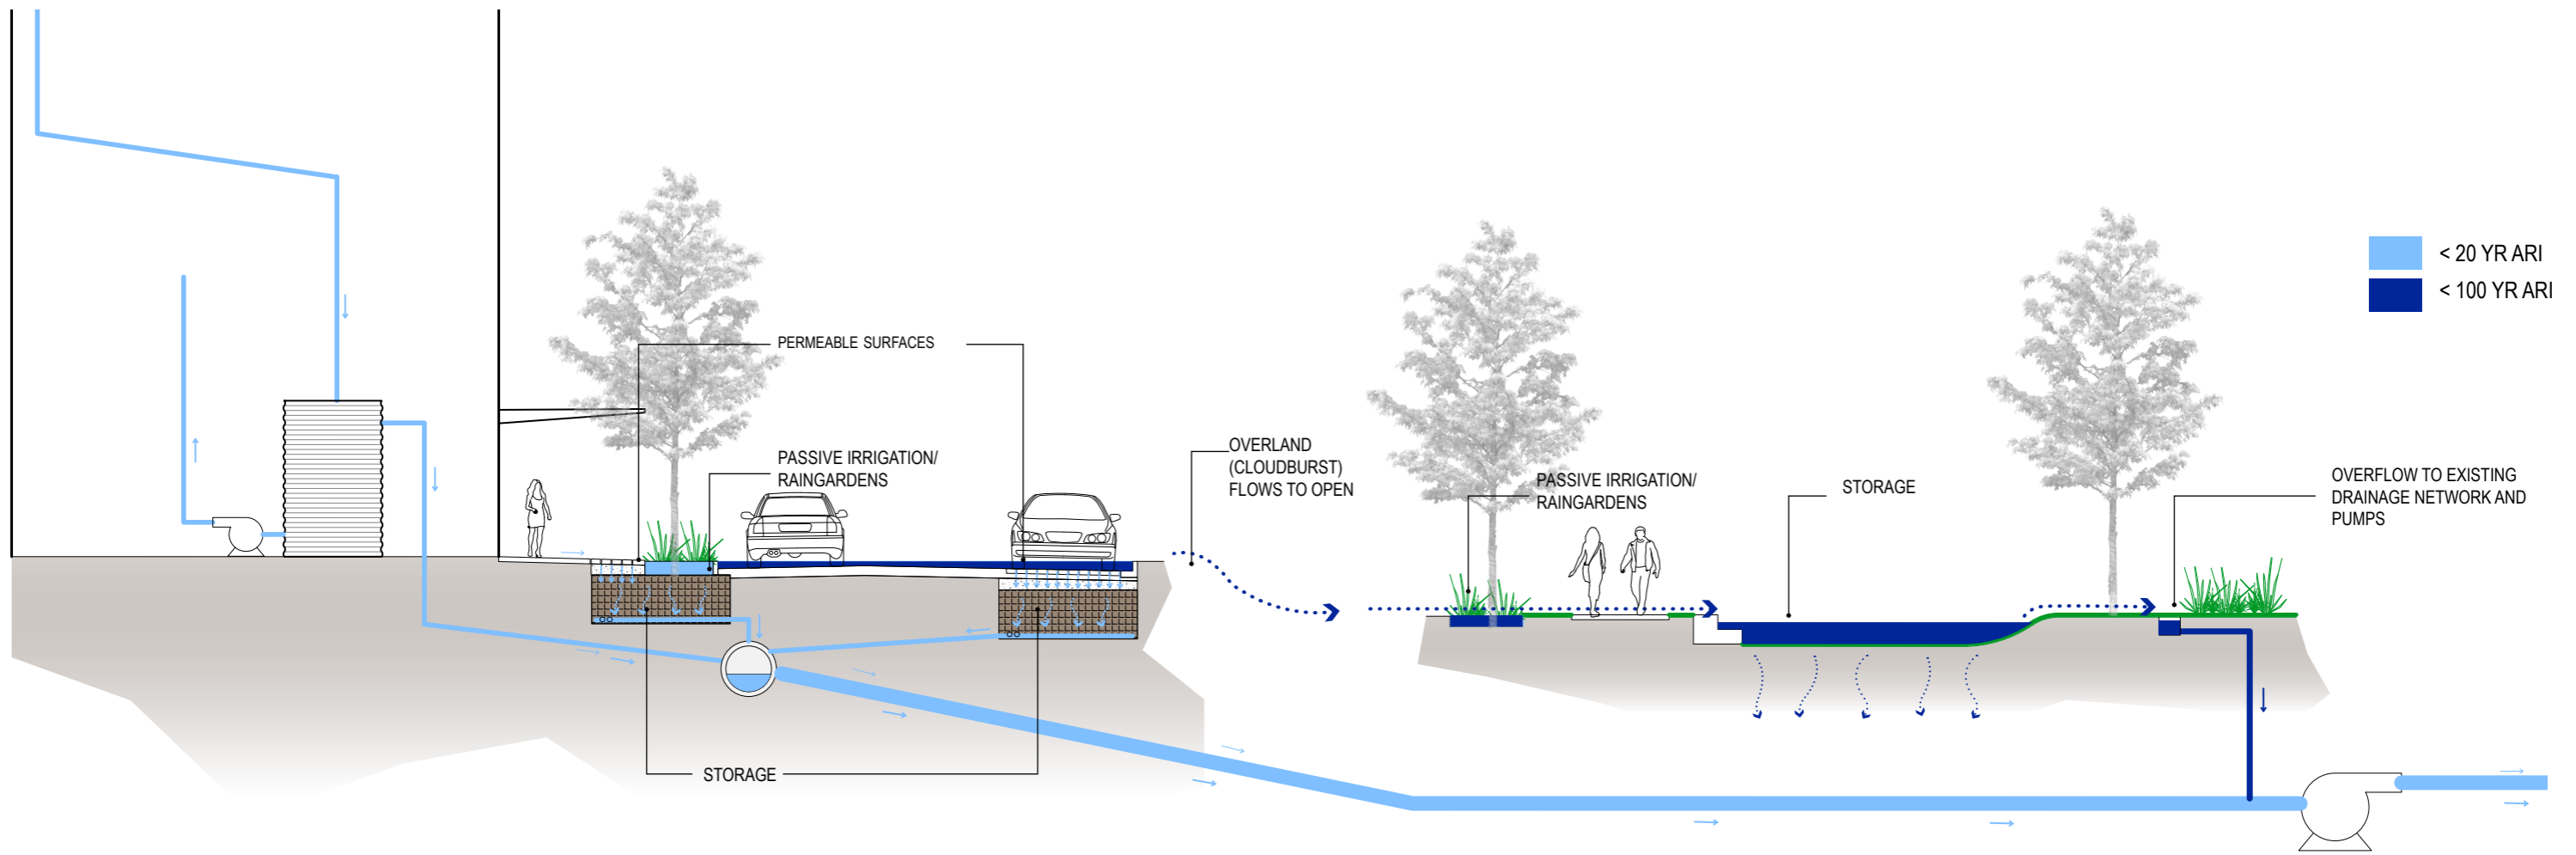 < 20 YR ARI
< 100 YR ARI
PERMEABLE SURFACES
PASSIVE IRRIGATION/
RAINGARDENS
OVERLAND
(CLOUDBURST)
FLOWS TO OPEN
PASSIVE IRRIGATION/
RAINGARDENS
STORAGE
OVERFLOW TO EXISTING
DRAINAGE NETWORK AND
PUMPS
STORAGE